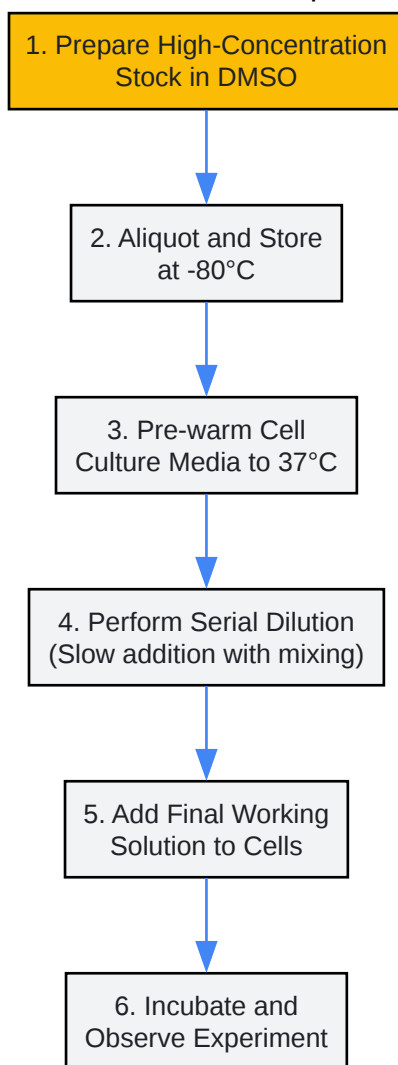 1. Prepare High-Concentration
Stock in DMSO
2. Aliquot and Store
at -80°C
3. Pre-warm Cell
Culture Media to 37°C
4. Perform Serial Dilution
(Slow addition with mixing)
5. Add Final Working
Solution to Cells
6. Incubate and
Observe Experiment